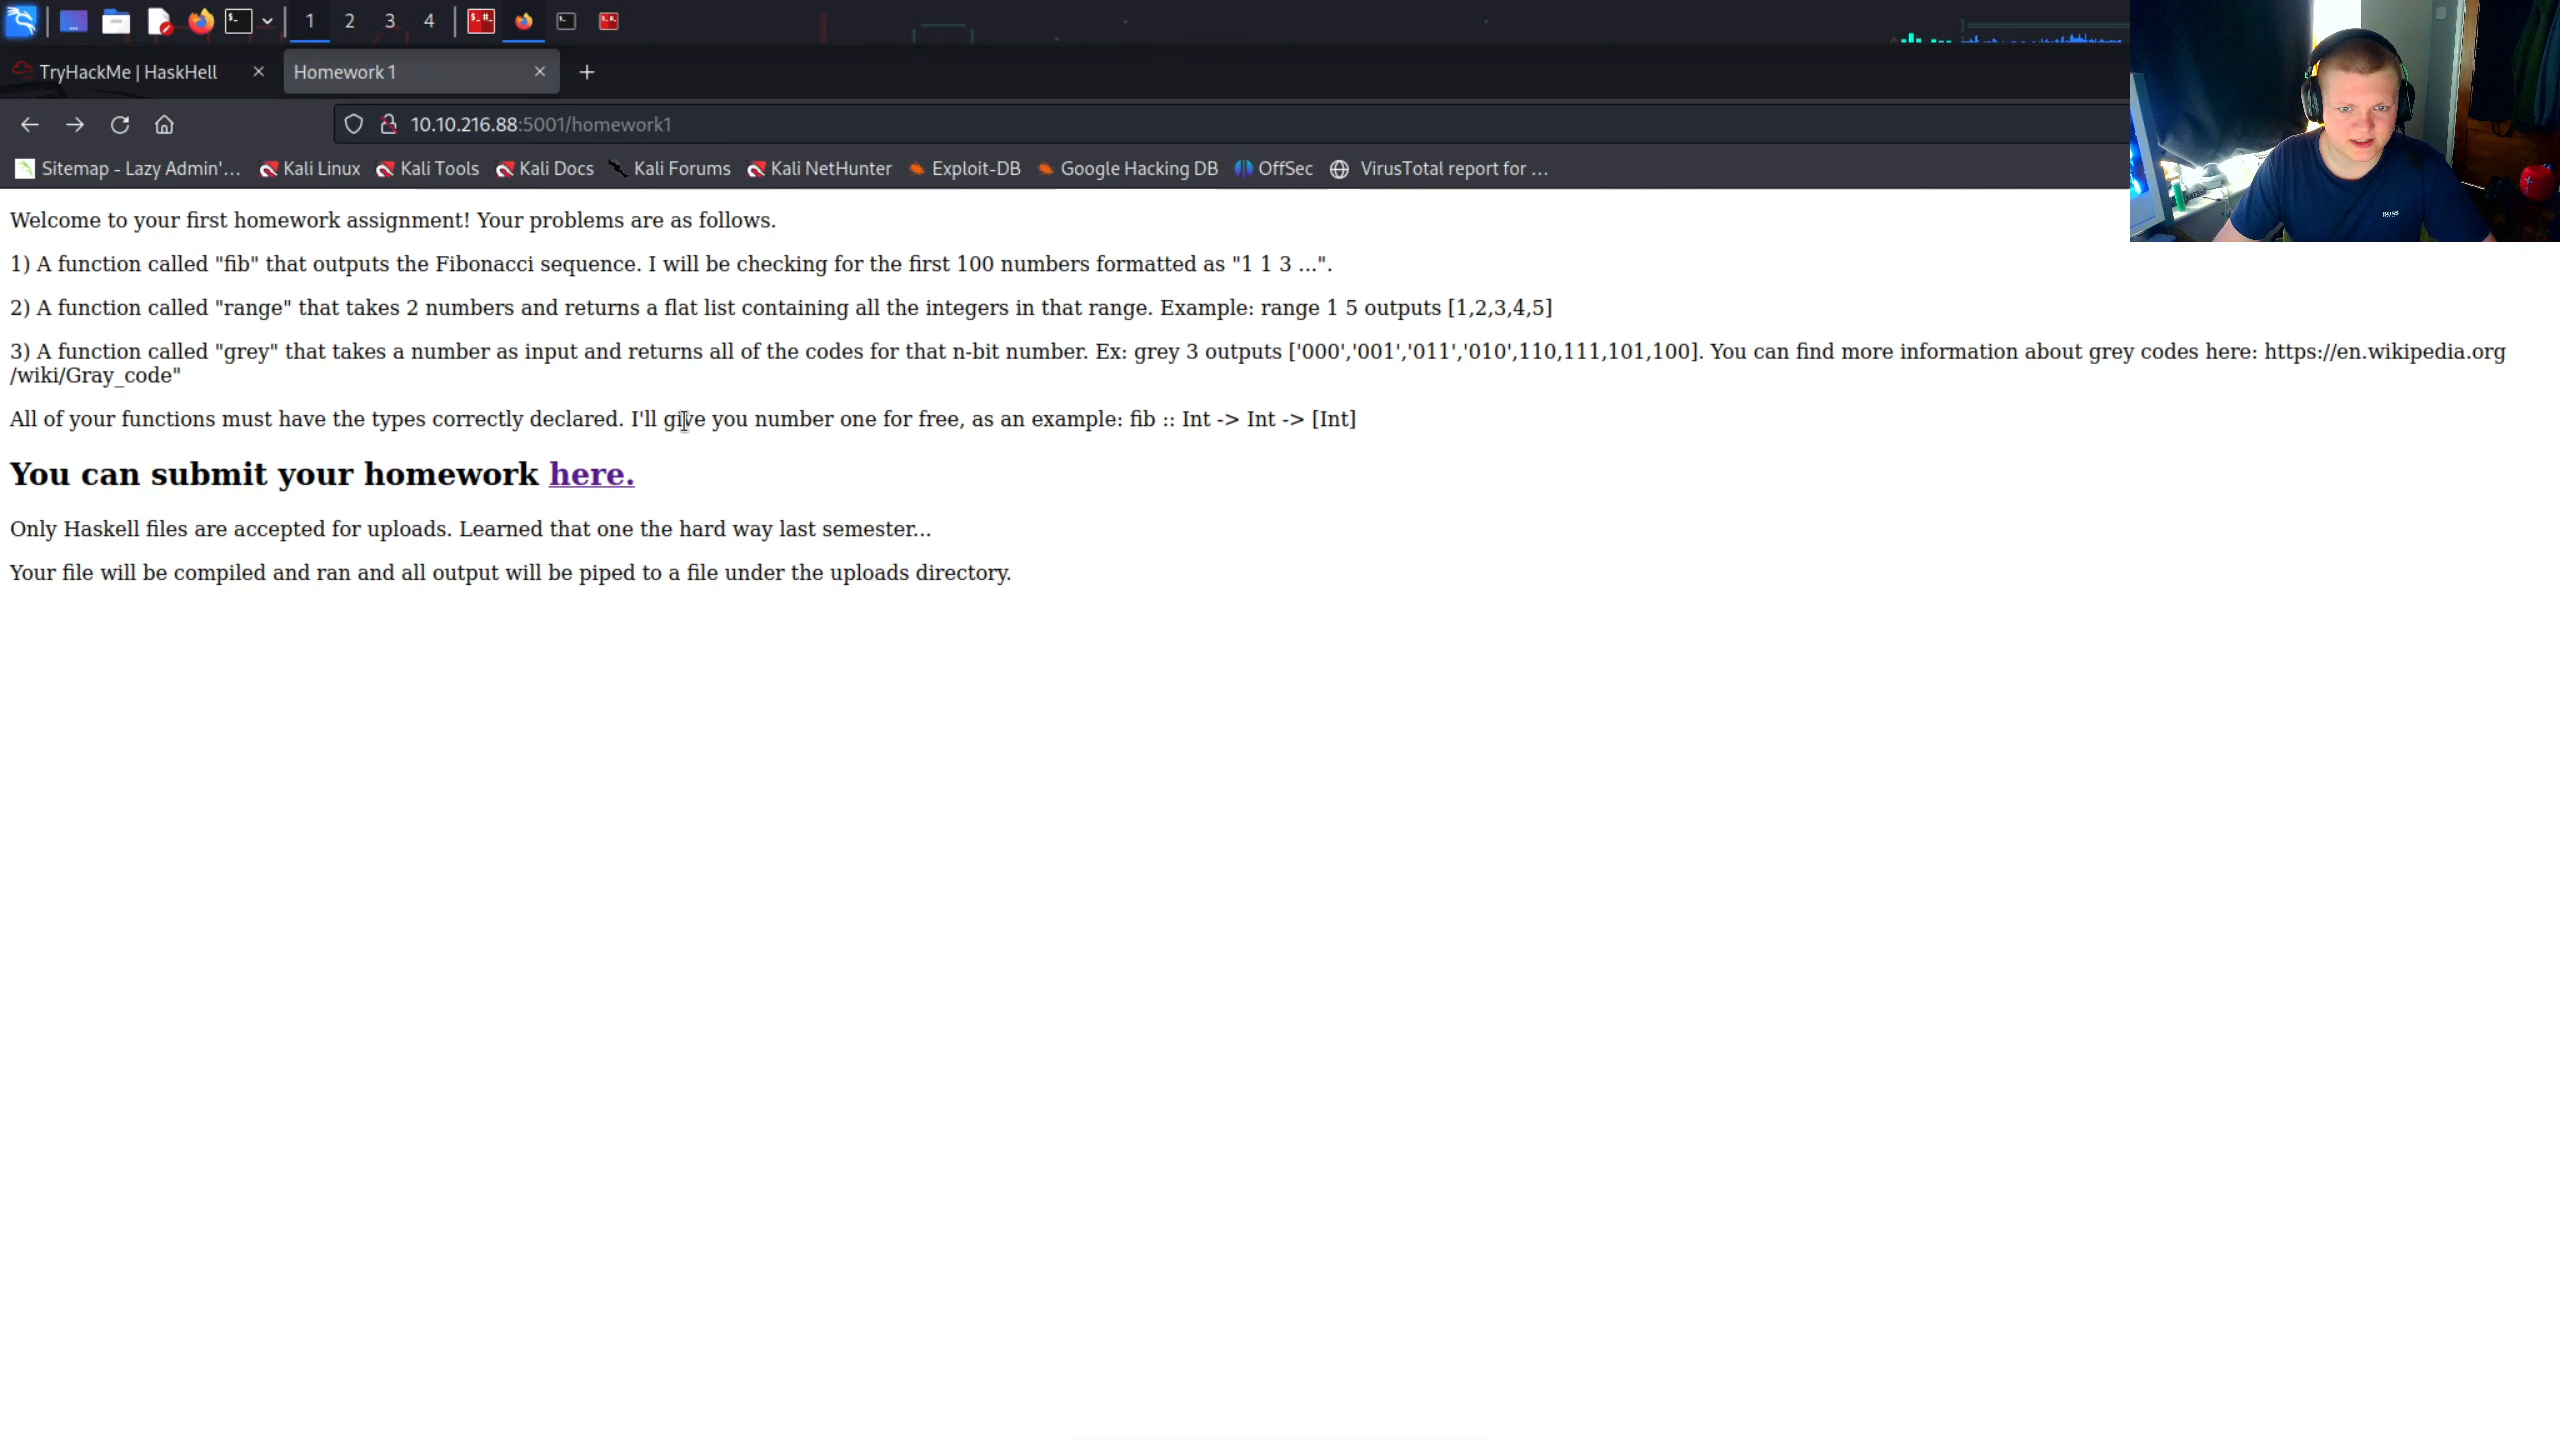 1 2 3 4
TryHackMe | HaskHell
Homework 1
10.10.216.88:5001/homework1
Sitemap - Lazy Admin'... Kali Linux Kali Tools Kali Docs Kali Forums Kali NetHunter Exploit-DB Google Hacking DB OffSec VirusTotal report for ...
Welcome to your first homework assignment! Your problems are as follows.
1) A function called "fib" that outputs the Fibonacci sequence. I will be checking for the first 100 numbers formatted as "1 1 3 ...".
2) A function called "range" that takes 2 numbers and returns a flat list containing all the integers in that range. Example: range 1 5 outputs [1,2,3,4,5]
3) A function called "grey" that takes a number as input and returns all of the codes for that n-bit number. Ex: grey 3 outputs ['000','001','011','010',110,111,101,100]. You can find more information about grey codes here: https://en.wikipedia.org
/wiki/Gray_code"
All of your functions must have the types correctly declared. I'll give you number one for free, as an example: fib :: Int -> Int -> [Int]
You can submit your homework here.
Only Haskell files are accepted for uploads. Learned that one the hard way last semester...
Your file will be compiled and ran and all output will be piped to a file under the uploads directory.